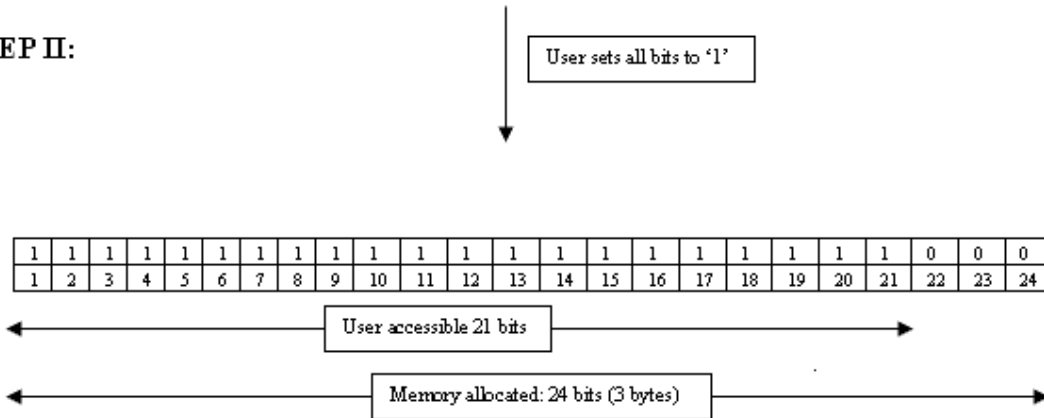 EP II:
User sets all bits to ‘1’
1 1 1 1 1 1 1 1 1 1 1 1 1 1 1 1 1 1 1 1 1 0 0 0
1 2 3 4 5 6 7 8 9 10 11 12 13 14 15 16 17 18 19 20 21 22 23 24
User accessible 21 bits
Memory allocated: 24 bits (3 bytes)